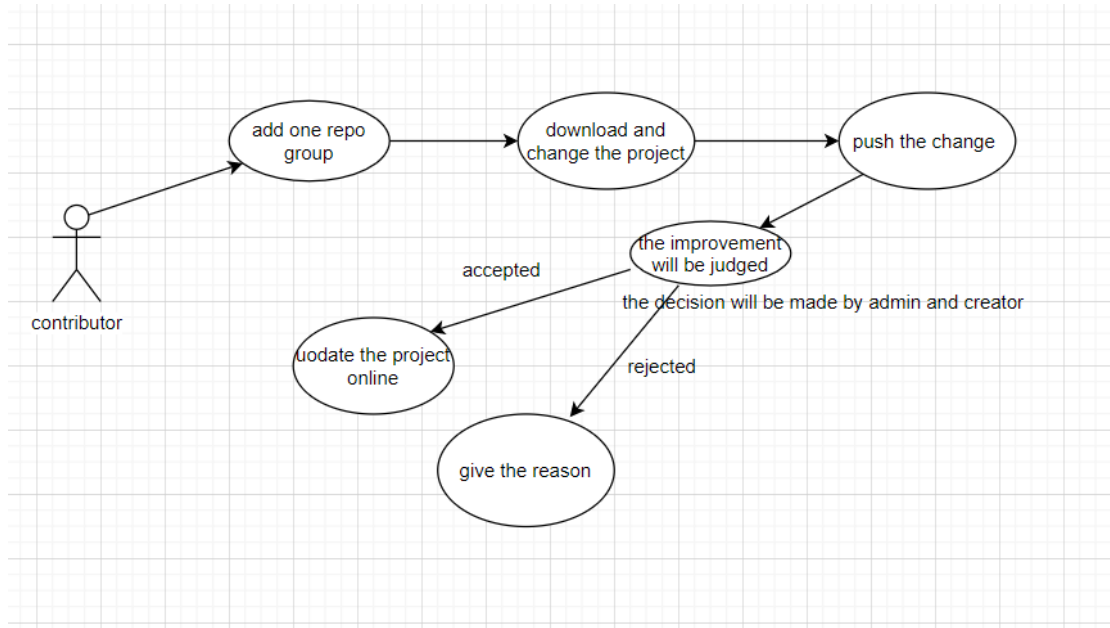 add one repo
group
download and
change the project
push the change
the improvement
will be judged
accepted
the decision will be made by admin and creator
contributor
uodate the project
online
rejected
give the reason